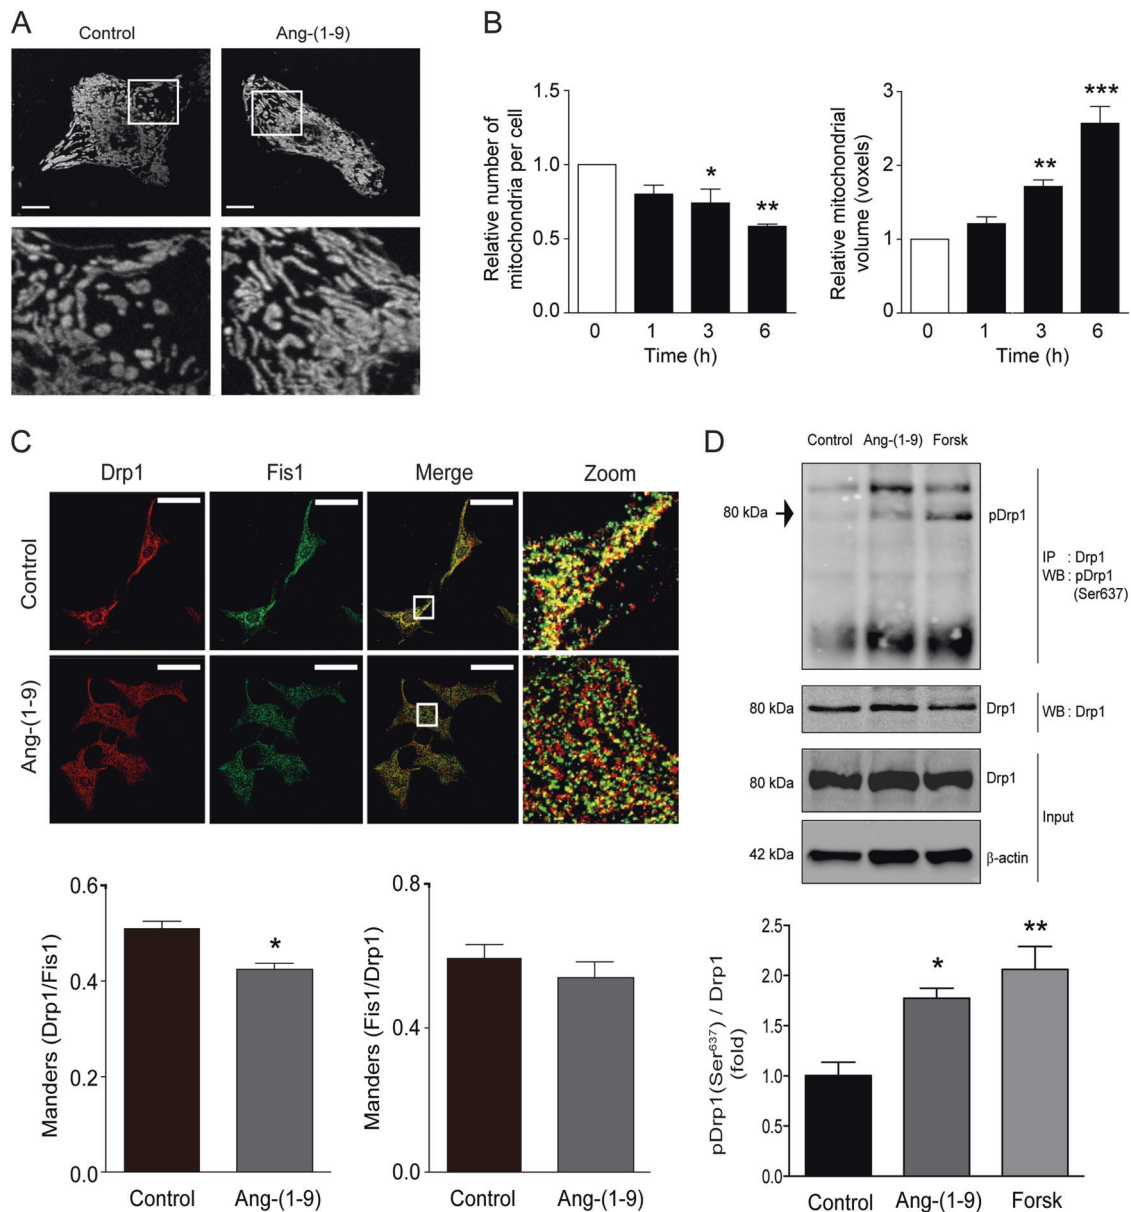 A
Control
Ang-(1-9)
B
Relative number of
mitochondria per cell
1.0
0.5
0.0
*
**
0
1
3
6
Time (h)
Relative mitochondrial
volume (voxels)
3
2
1
0
**
***
0
1
3
6
Time (h)
C
Drp1
Fis1
Merge
Zoom
Control
Ang-(1-9)
Manders (Drp1/Fis1)
0.6
0.4
0.2
0.0
*
Control
Ang-(1-9)
Manders (Fis1/Drp1)
0.8
0.4
0.0
Control
Ang-(1-9)
D
Control
Ang-(1-9)
Forsk
80 kDa
pDrp1
IP : Drp1
WB : pDrp1
(Ser637)
80 kDa
Drp1
WB : Drp1
80 kDa
Drp1
Input
42 kDa
β-actin
pDrp1(Ser⁶³⁷) / Drp1
(fold)
2.5
2.0
1.5
1.0
0.5
0.0
*
**
Control
Ang-(1-9)
Forsk